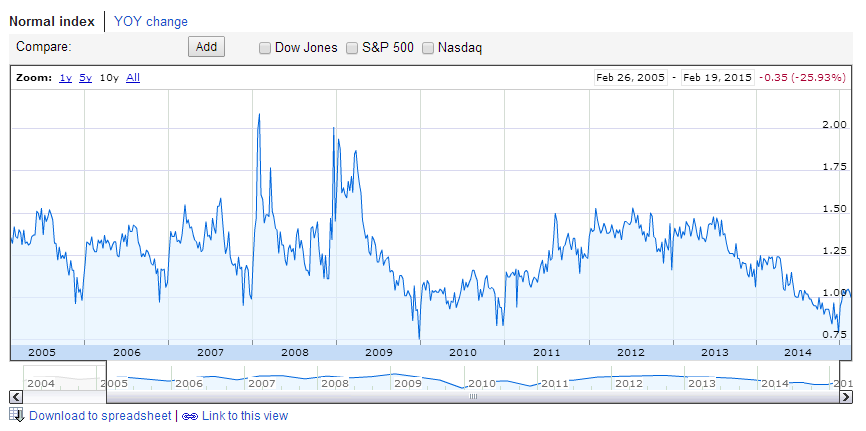 Normal index YOY change
Compare: Add Dow Jones S&P 500 Nasdaq
Zoom: 1y 5y 10y All Feb 26, 2005 - Feb 19, 2015 -0.35 (-25.93%)
2.00
1.75
1.50
1.25
1.00
0.75
2005 2006 2007 2008 2009 2010 2011 2012 2013 2014
2004 2005 2006 2007 2008 2009 2010 2011 2012 2013 2014 201
Download to spreadsheet | Link to this view